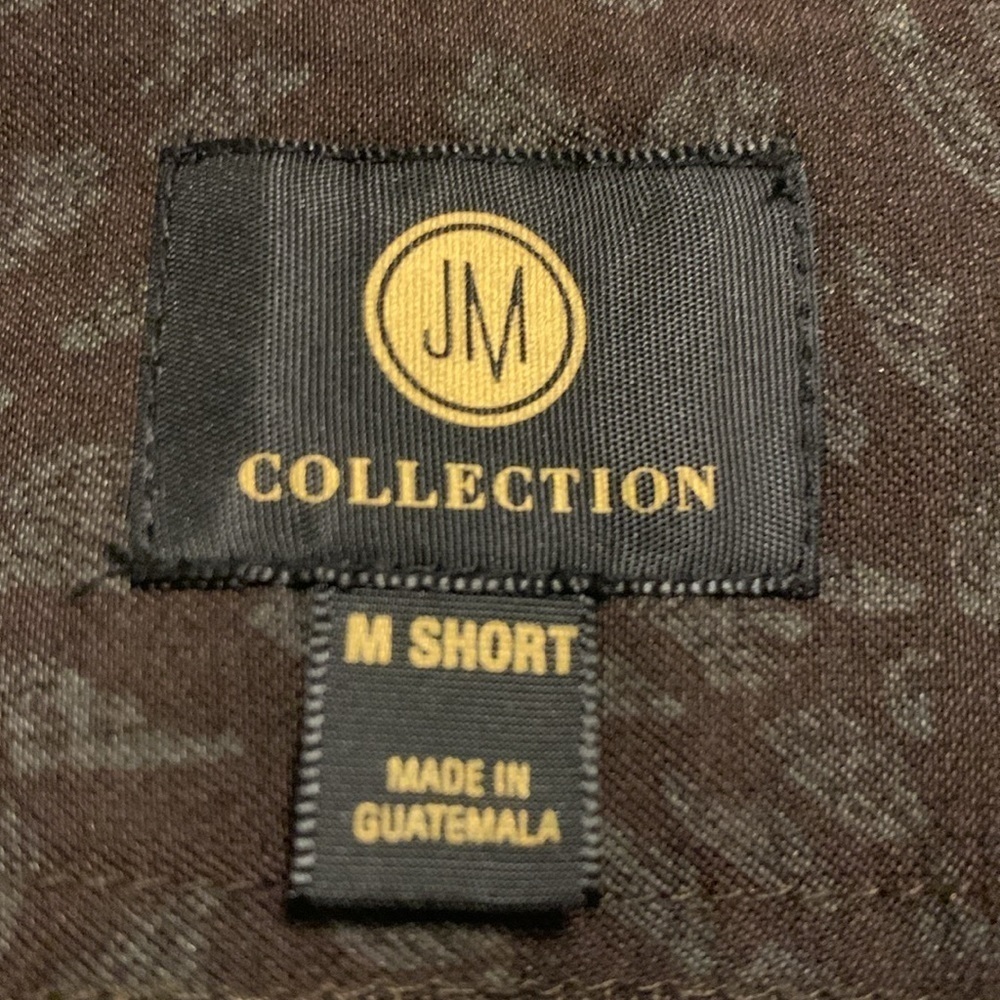 JM
COLLECTION
M SHORT
MADE IN
GUATEMALA